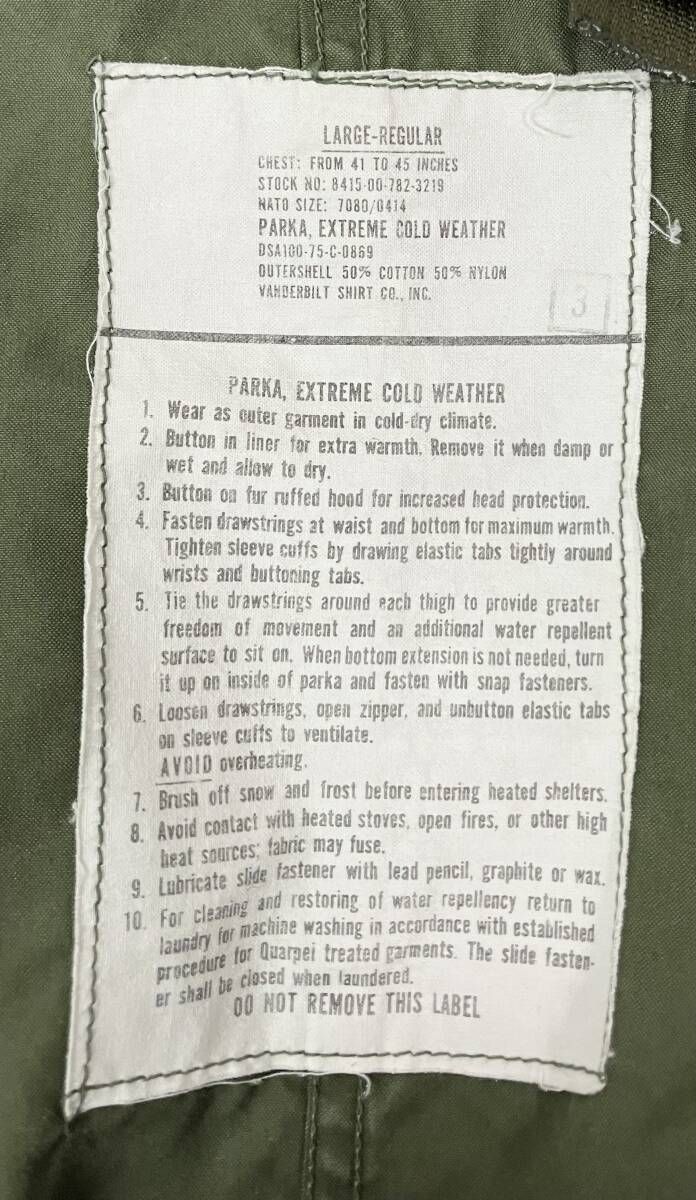 LARGE-REGULAR
CHEST: FROM 41 TO 45 INCHES
STOCK NO: 8415-00-782-3219
NATO SIZE: 7080/0414
PARKA, EXTREME COLD WEATHER
DSA100-75-C-0869
OUTERSHELL 50% COTTON 50% NYLON
VANDERBILT SHIRT CO., INC.
3
PARKA, EXTREME COLD WEATHER
1. Wear as outer garment in cold-dry climate.
2. Button in liner for extra warmth. Remove it when damp or
wet and allow to dry.
3. Button on fur ruffed hood for increased head protection.
4. Fasten drawstrings at waist and bottom for maximum warmth.
Tighten sleeve cuffs by drawing elastic tabs tightly around
wrists and buttoning tabs.
5. Tie the drawstrings around each thigh to provide greater
freedom of movement and an additional water repellent
surface to sit on. When bottom extension is not needed, turn
it up on inside of parka and fasten with snap fasteners.
6. Loosen drawstrings, open zipper, and unbutton elastic tabs
on sleeve cuffs to ventilate.
AVOID overheating.
7. Brush off snow and frost before entering heated shelters.
8. Avoid contact with heated stoves, open fires, or other high
heat sources; fabric may fuse.
9. Lubricate slide fastener with lead pencil, graphite or wax.
10. For cleaning and restoring of water repellency return to
laundry for machine washing in accordance with established
procedure for Quarpel treated garments. The slide fasten-
er shall be closed when laundered.
DO NOT REMOVE THIS LABEL